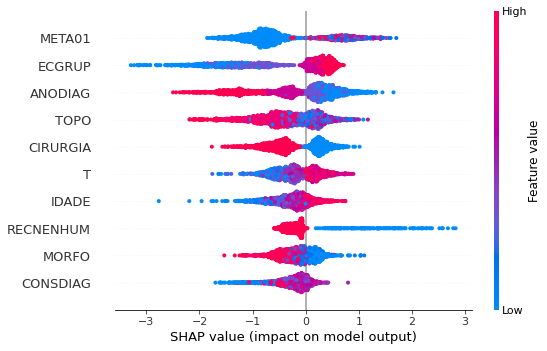 High
META01
ECGRUP
ANODIAG
TOPO
CIRURGIA
T
IDADE
RECNENHUM
MORFO
CONSDIAG
Feature value
Low
−3 −2 −1 0 1 2 3
SHAP value (impact on model output)